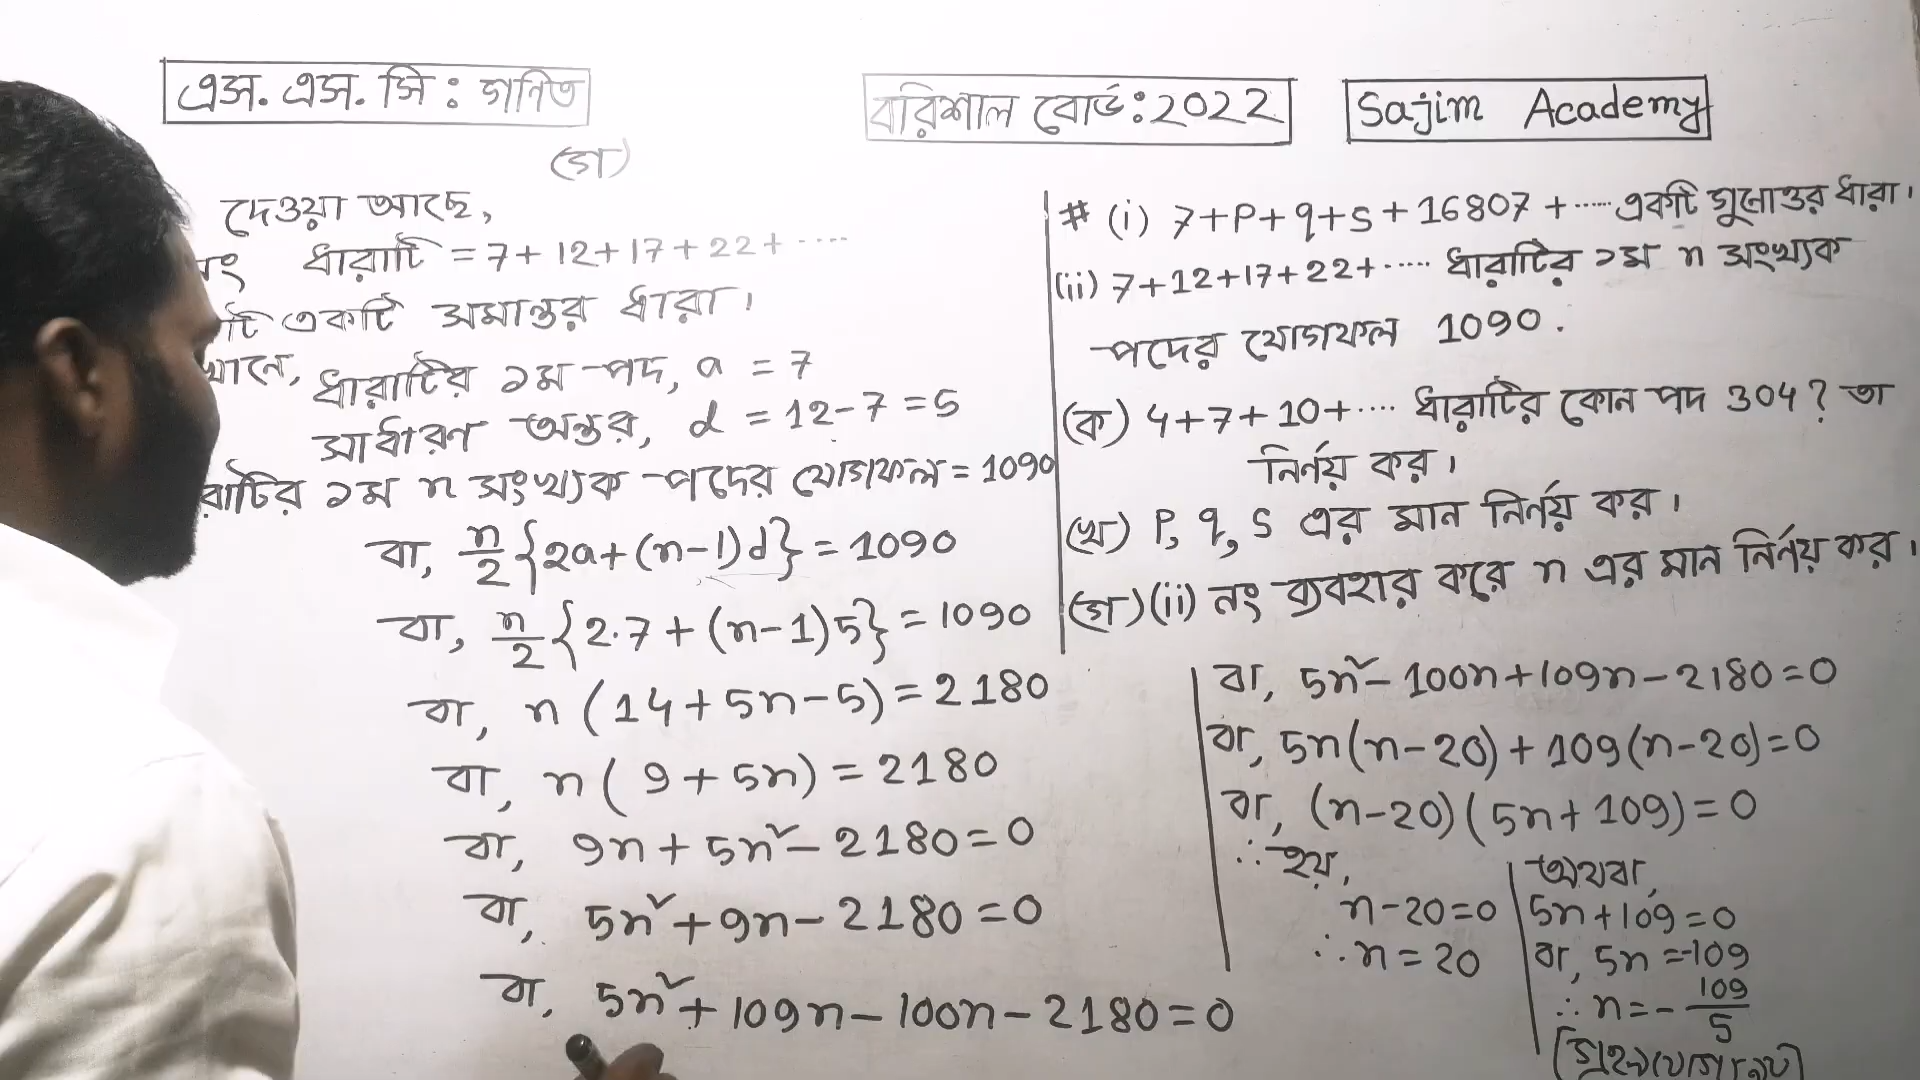 এস. এস. সি : গণিত
বরিশাল বোর্ড : ২০২২
Sajim Academy
(গ)
দেওয়া আছে,
নং ধারাটি = 7 + 12 + 17 + 22 + ....
টি একটি সমান্তর ধারা।
খানে, ধারাটির ১ম পদ, a = 7
সাধারণ অন্তর, d = 12 - 7 = 5
রাটির ১ম n সংখ্যক পদের যোগফল = 1090
বা, n/2 {2a + (n-1)d} = 1090
বা, n/2 {2.7 + (n-1)5} = 1090
বা, n (14 + 5n - 5) = 2180
বা, n (9 + 5n) = 2180
বা, 9n + 5n² - 2180 = 0
বা, 5n² + 9n - 2180 = 0
বা, 5n² + 109n - 100n - 2180 = 0
# (i) 7 + P + q + s + 16807 + ...... একটি গুনোত্তর ধারা।
(ii) 7 + 12 + 17 + 22 + ..... ধারাটির ১ম n সংখ্যক
পদের যোগফল 1090.
(ক) 4 + 7 + 10 + .... ধারাটির কোন পদ 304? তা
নির্ণয় কর।
(খ) P, q, s এর মান নির্ণয় কর।
(গ) (ii) নং ব্যবহার করে n এর মান নির্ণয় কর।
বা, 5n² - 100n + 109n - 2180 = 0
বা, 5n(n-20) + 109(n-20) = 0
বা, (n-20)(5n + 109) = 0
∴ হয়,
n - 20 = 0
∴ n = 20
অথবা,
5n + 109 = 0
বা, 5n = -109
∴ n = - 109/5
[গ্রহনযোগ্য নয়]